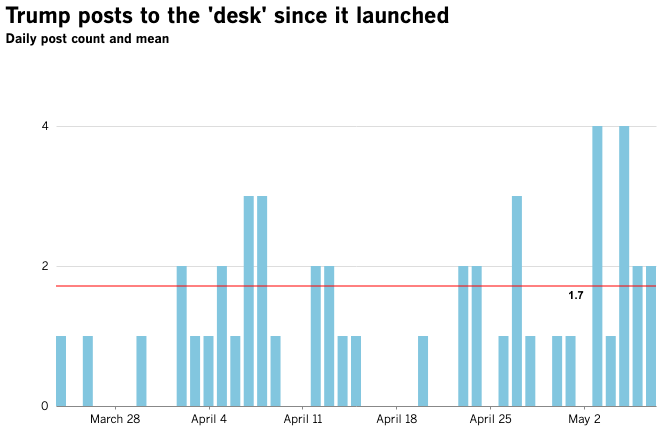 Trump posts to the 'desk' since it launched
Daily post count and mean
4
2
1.7
0
March 28 April 4 April 11 April 18 April 25 May 2